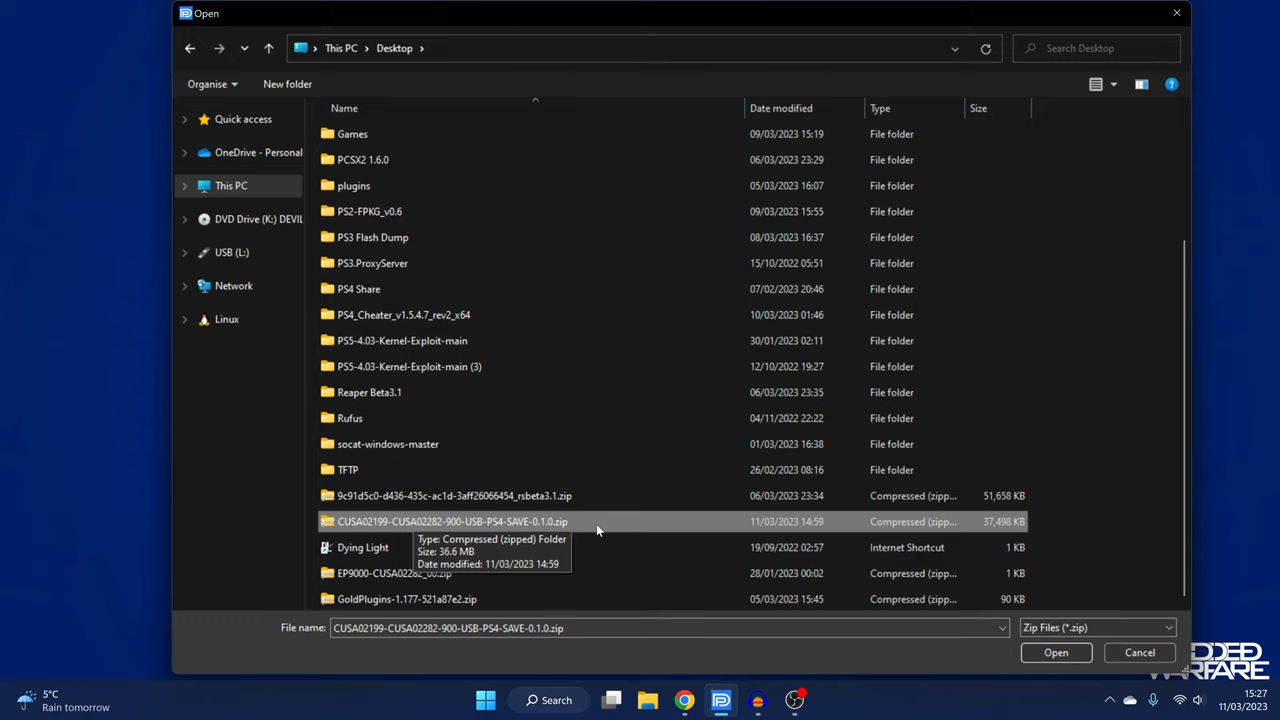 Open
This PC > Desktop >
Search Desktop
Organise
New folder
Name
Date modified
Type
Size
Quick access
OneDrive - Personal
This PC
DVD Drive (K:) DEVIL
USB (L:)
Network
Linux
Games 09/03/2023 15:19 File folder
PCSX2 1.6.0 06/03/2023 23:29 File folder
plugins 05/03/2023 16:07 File folder
PS2-FPKG_v0.6 09/03/2023 15:55 File folder
PS3 Flash Dump 08/03/2023 16:37 File folder
PS3.ProxyServer 15/10/2022 05:51 File folder
PS4 Share 07/02/2023 20:46 File folder
PS4_Cheater_v1.5.4.7_rev2_x64 10/03/2023 01:46 File folder
PS5-4.03-Kernel-Exploit-main 30/01/2023 02:11 File folder
PS5-4.03-Kernel-Exploit-main (3) 12/10/2022 19:27 File folder
Reaper Beta3.1 06/03/2023 23:35 File folder
Rufus 04/11/2022 22:22 File folder
socat-windows-master 01/03/2023 16:38 File folder
TFTP 26/02/2023 08:16 File folder
9c91d5c0-d436-435c-ac1d-3aff26066454_rsbeta3.1.zip 06/03/2023 23:34 Compressed (zipp... 51,658 KB
CUSA02199-CUSA02282-900-USB-PS4-SAVE-0.1.0.zip 11/03/2023 14:59 Compressed (zipp... 37,498 KB
Type: Compressed (zipped) Folder
Size: 36.6 MB
Date modified: 11/03/2023 14:59
Dying Light 19/09/2022 02:57 Internet Shortcut 1 KB
EP9000-CUSA02282_00.zip 28/01/2023 00:02 Compressed (zipp... 1 KB
GoldPlugins-1.177-521a87e2.zip 05/03/2023 15:45 Compressed (zipp... 90 KB
File name: CUSA02199-CUSA02282-900-USB-PS4-SAVE-0.1.0.zip
Zip Files (*.zip)
Open
Cancel
5°C
Rain tomorrow
Search
15:27
11/03/2023